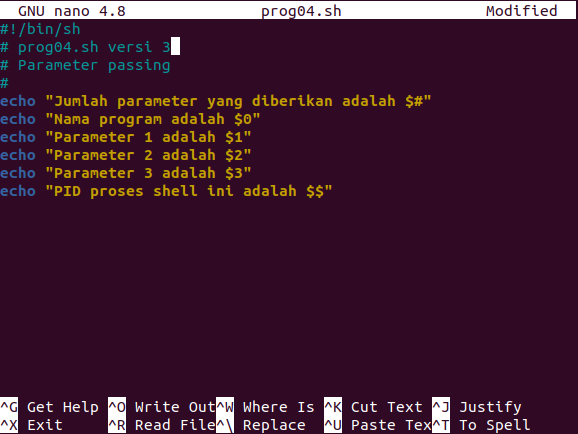 GNU nano 4.8 prog04.sh Modified
#!/bin/sh
# prog04.sh versi 3
# Parameter passing
#
echo "Jumlah parameter yang diberikan adalah $#"
echo "Nama program adalah $0"
echo "Parameter 1 adalah $1"
echo "Parameter 2 adalah $2"
echo "Parameter 3 adalah $3"
echo "PID proses shell ini adalah $$"
^G Get Help ^O Write Out ^W Where Is ^K Cut Text ^J Justify
^X Exit ^R Read File ^\ Replace ^U Paste Tex ^T To Spell